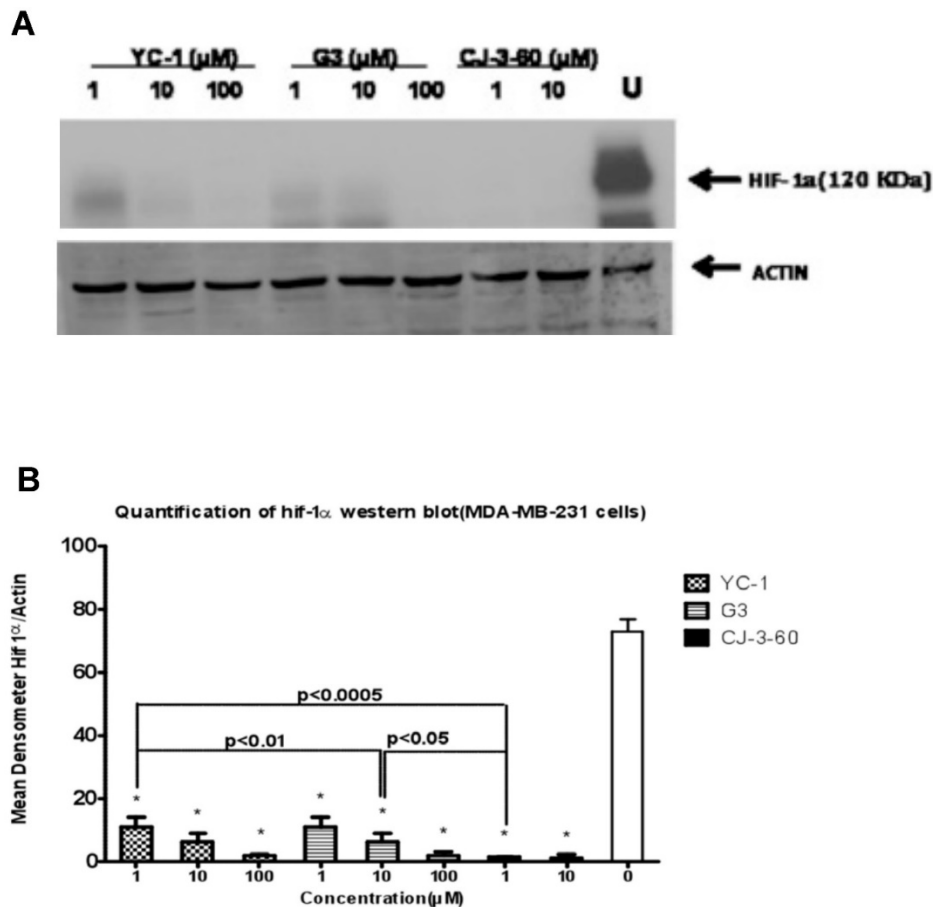 A
YC-1 (µM) G3 (µM) CJ-3-60 (µM)
1 10 100 1 10 100 1 10 U
HIF-1a(120 KDa)
ACTIN
B
Quantification of hif-1α western blot(MDA-MB-231 cells)
Mean Densometer Hif 1α/Actin
100
80
60
40
20
0
p<0.0005
p<0.01
p<0.05
* * * * * * * *
1 10 100 1 10 100 1 10 0
Concentration(µM)
YC-1
G3
CJ-3-60